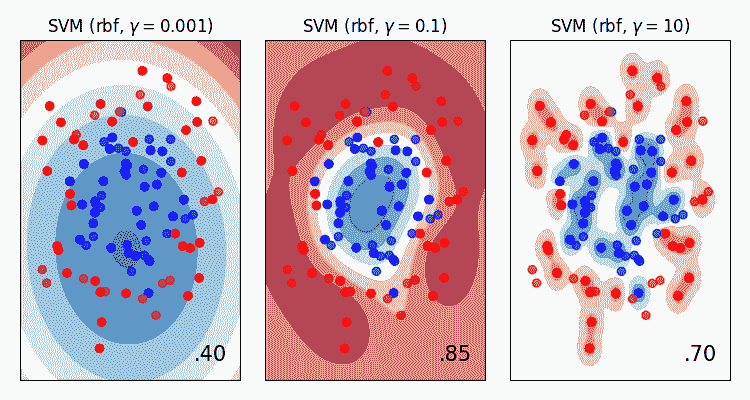 SVM (rbf, γ = 0.001)
SVM (rbf, γ = 0.1)
SVM (rbf, γ = 10)
.40
.85
.70